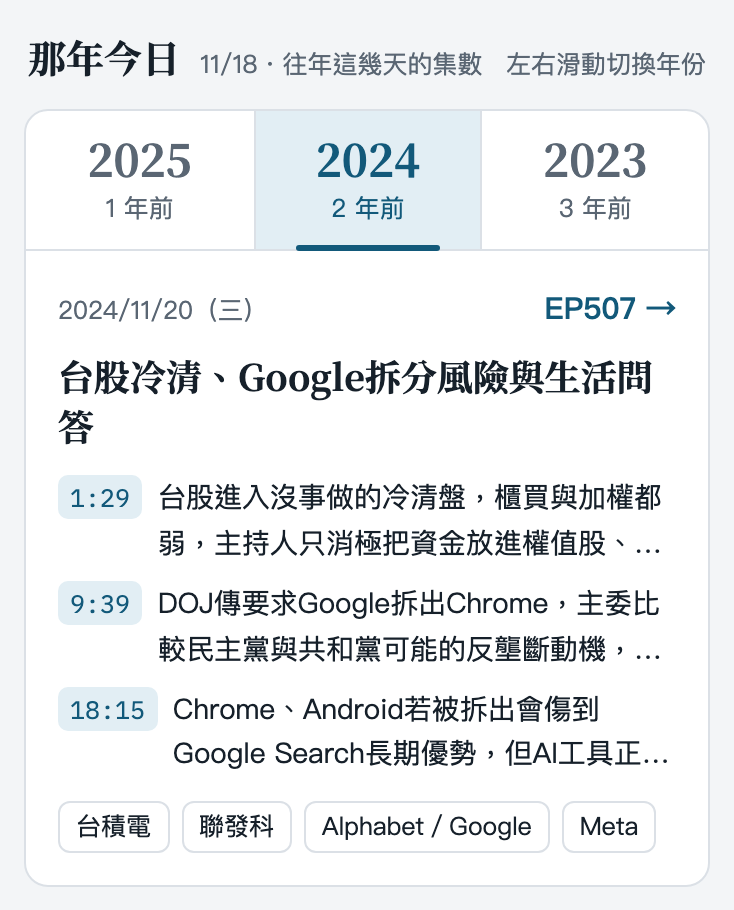 那年今日 11/18・往年這幾天的集數 左右滑動切換年份
2025 2024 2023
1 年前 2 年前 3 年前
2024/11/20（三） EP507 →
台股冷清、Google拆分風險與生活問
答
1:29 台股進入沒事做的冷清盤，櫃買與加權都
弱，主持人只消極把資金放進權值股、…
9:39 DOJ傳要求Google拆出Chrome，主委比
較民主黨與共和黨可能的反壟斷動機，…
18:15 Chrome、Android若被拆出會傷到
Google Search長期優勢，但AI工具正…
台積電 聯發科 Alphabet / Google Meta